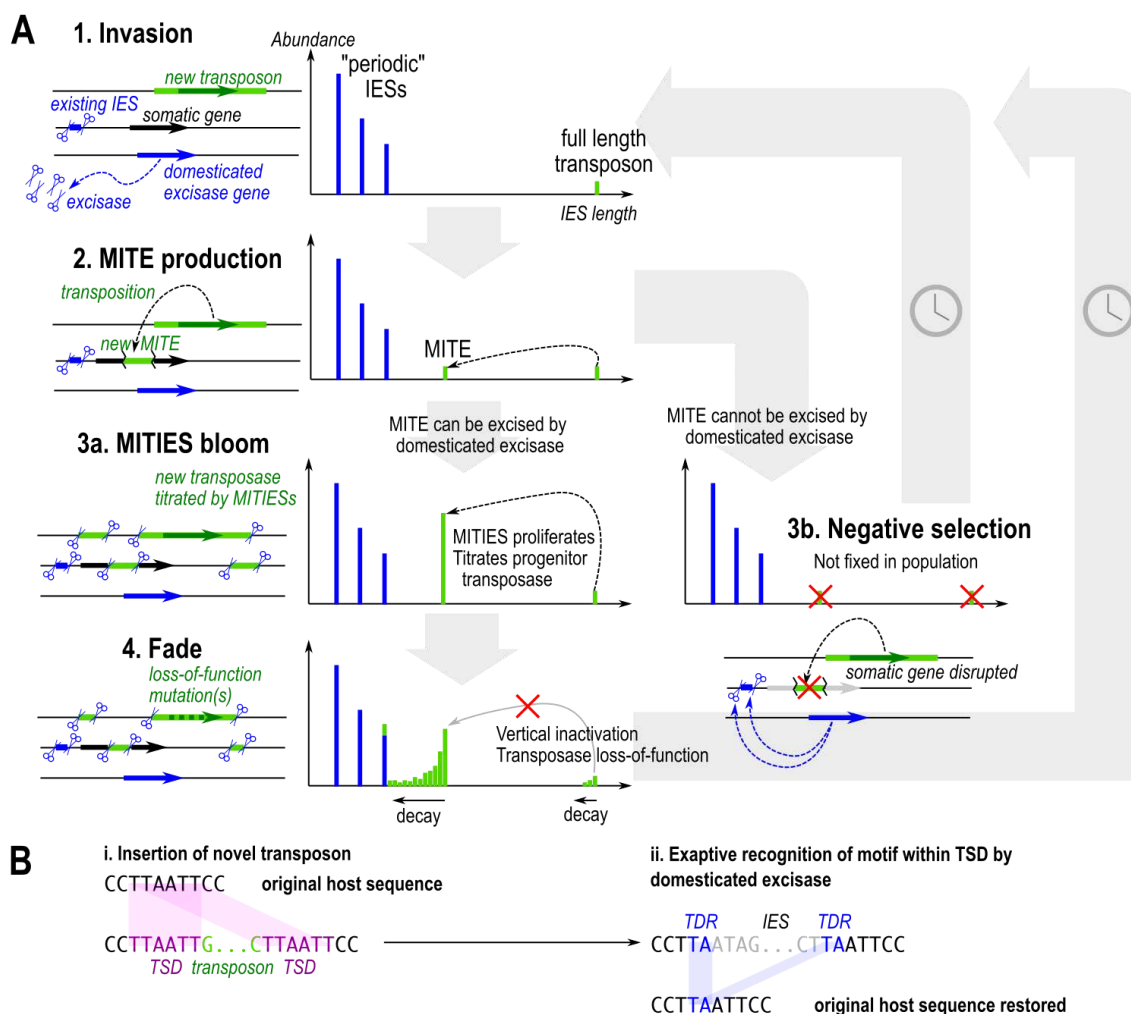 A
1. Invasion
Abundance
"periodic"
IESs
new transposon
existing IES
somatic gene
full length
transposon
domesticated
excisase gene
excisase
IES length
2. MITE production
transposition
new MITE
MITE
MITE can be excised by
domesticated excisase
MITE cannot be excised by
domesticated excisase
3a. MITIES bloom
new transposase
titrated by MITIESs
MITIES proliferates
Titrates progenitor
transposase
3b. Negative selection
Not fixed in population
4. Fade
loss-of-function
mutation(s)
Vertical inactivation
Transposase loss-of-function
somatic gene disrupted
decay
decay
B
i. Insertion of novel transposon
CCTTAATTCC original host sequence
CCTTAATTG...CTTAATTCC
TSD transposon TSD
ii. Exaptive recognition of motif within TSD by
domesticated excisase
TDR IES TDR
CCTTAATAG...CTTAATTCC
CCTTAATTCC original host sequence restored